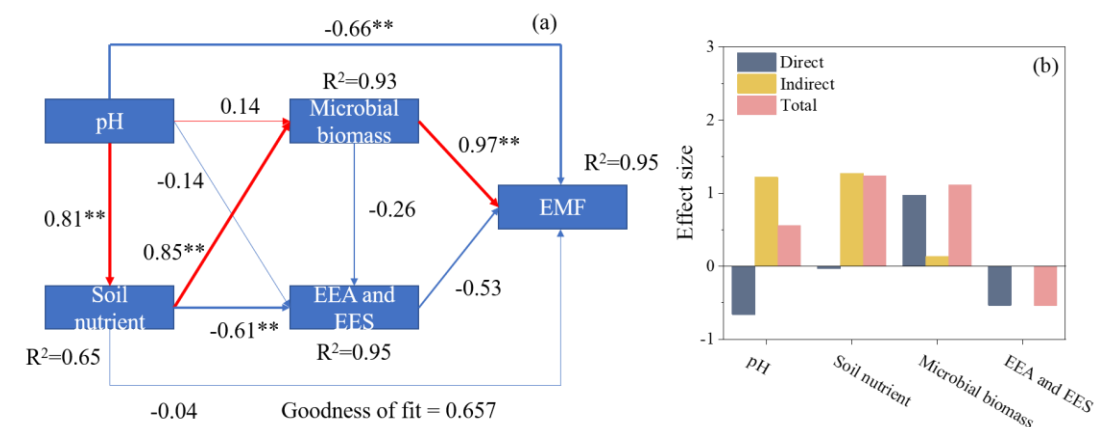 -0.66**
(a)
R²=0.93
pH
0.14
Microbial
biomass
0.97**
R²=0.95
-0.14
EMF
0.81**
0.85**
-0.26
-0.53
Soil
nutrient
-0.61**
EEA and
EES
R²=0.65
R²=0.95
-0.04
Goodness of fit = 0.657
(b)
Direct
Indirect
Total
3
2
1
0
-1
Effect size
pH
Soil nutrient
Microbial biomass
EEA and EES